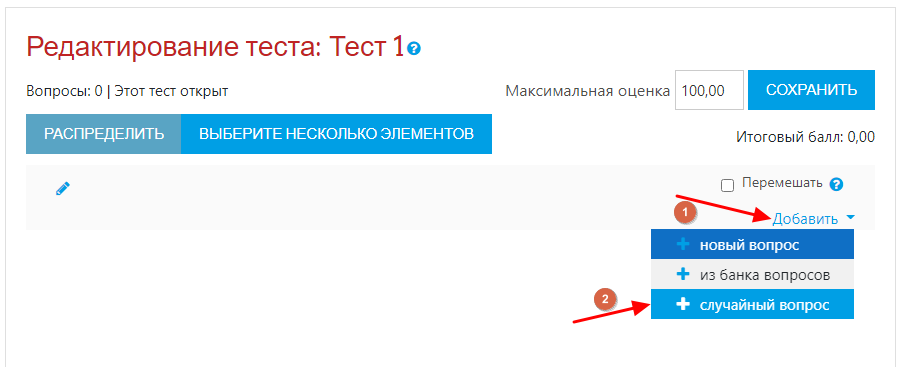 Редактирование теста: Тест 1
Вопросы: 0 | Этот тест открыт
Максимальная оценка 100,00 СОХРАНИТЬ
РАСПРЕДЕЛИТЬ ВЫБЕРИТЕ НЕСКОЛЬКО ЭЛЕМЕНТОВ
Итоговый балл: 0,00
Перемешать
1
Добавить
новый вопрос
из банка вопросов
2
случайный вопрос